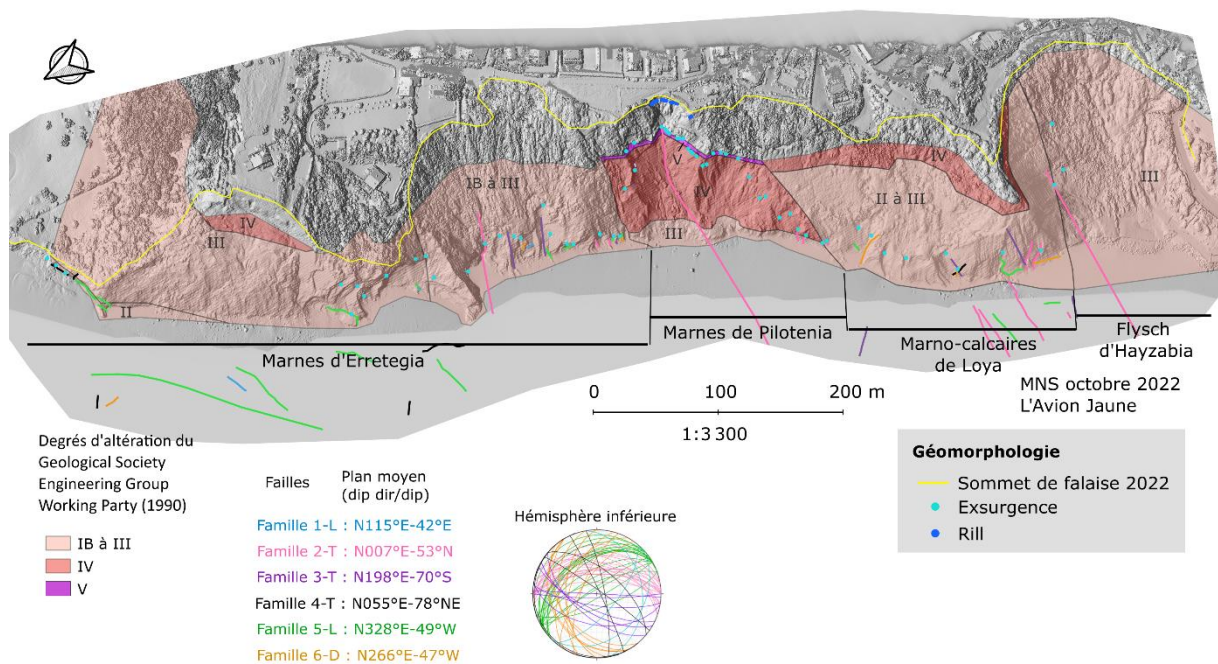 IB à III
V
IV
III
IV
III
II
IV
II à III
III
Marnes d'Erretegia
Marnes de Pilotenia
Marno-calcaires
de Loya
Flysch
d'Hayzabia
0 100 200 m
1:3 300
MNS octobre 2022
L'Avion Jaune
Degrés d'altération du
Geological Society
Engineering Group
Working Party (1990)
IB à III
IV
V
Failles Plan moyen
(dip dir/dip)
Famille 1-L : N115°E-42°E
Famille 2-T : N007°E-53°N
Famille 3-T : N198°E-70°S
Famille 4-T : N055°E-78°NE
Famille 5-L : N328°E-49°W
Famille 6-D : N266°E-47°W
Hémisphère inférieure
Géomorphologie
Sommet de falaise 2022
Exsurgence
Rill